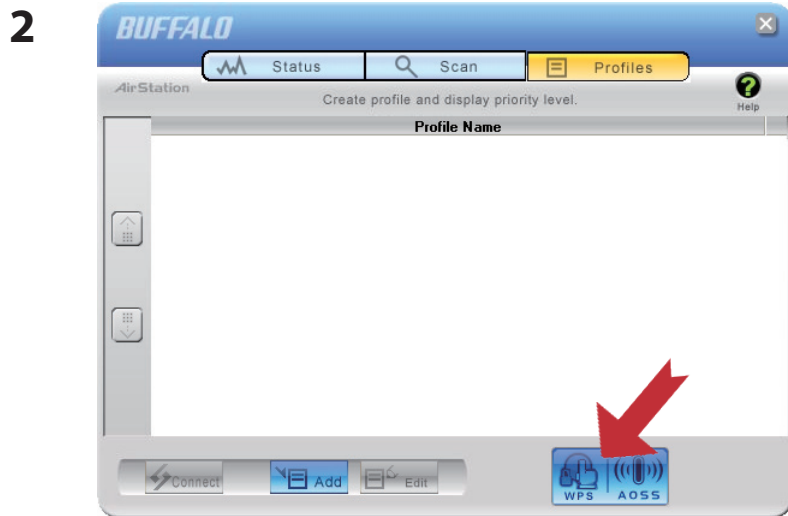 2
BUFFALO
Status Scan Profiles
AirStation
Create profile and display priority level.
Help
Profile Name
Connect Add Edit
WPS AOSS